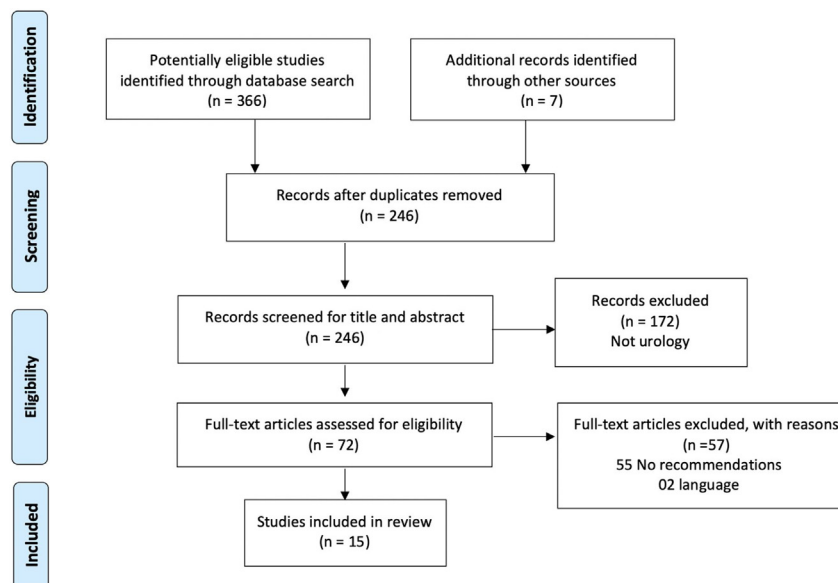 Identification
Potentially eligible studies
identified through database search
(n = 366)
Additional records identified
through other sources
(n = 7)
Screening
Records after duplicates removed
(n = 246)
Records screened for title and abstract
(n = 246)
Records excluded
(n = 172)
Not urology
Eligibility
Full-text articles assessed for eligibility
(n = 72)
Full-text articles excluded, with reasons
(n =57)
55 No recommendations
02 language
Included
Studies included in review
(n = 15)